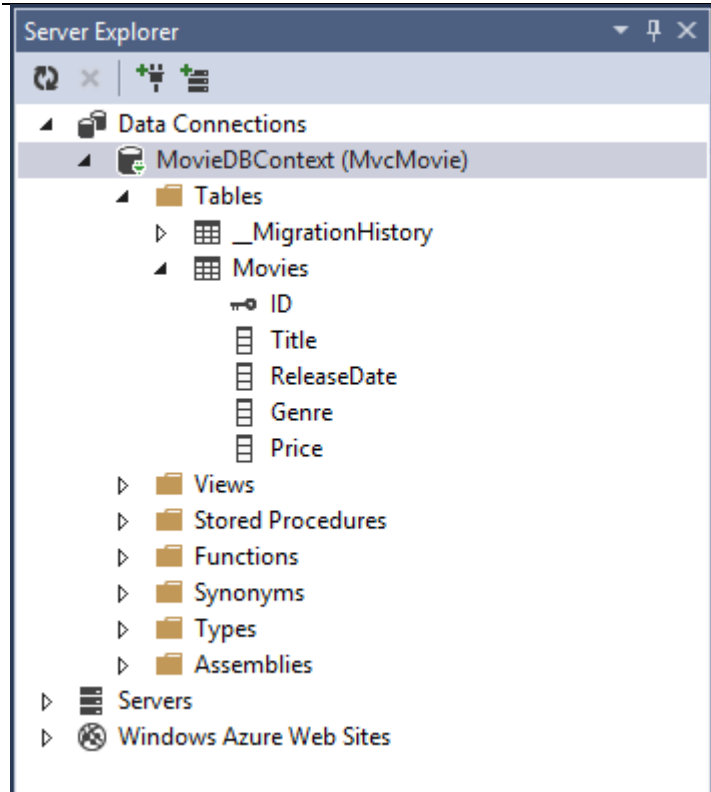 Server Explorer
Data Connections
MovieDBContext (MvcMovie)
Tables
__MigrationHistory
Movies
ID
Title
ReleaseDate
Genre
Price
Views
Stored Procedures
Functions
Synonyms
Types
Assemblies
Servers
Windows Azure Web Sites